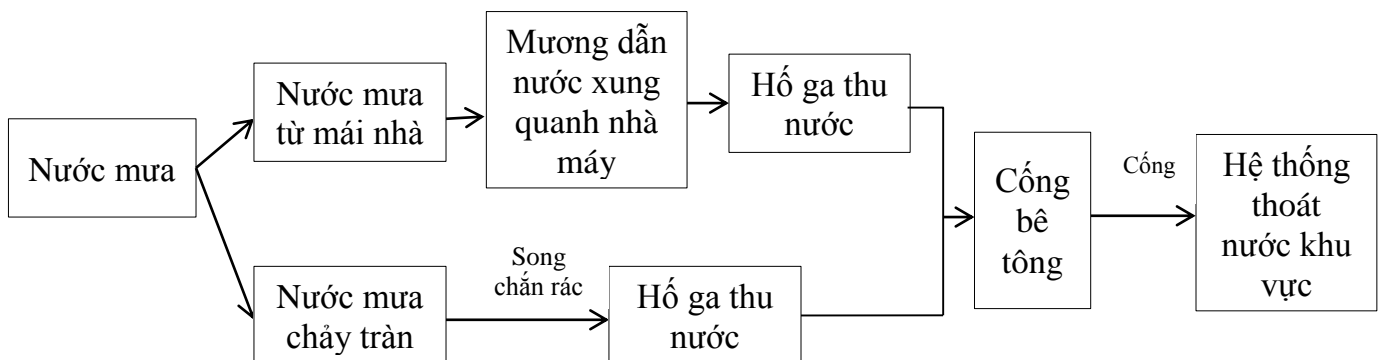 Nước mưa
Nước mưa
từ mái nhà
Mương dẫn
nước xung
quanh nhà
máy
Hố ga thu
nước
Nước mưa
chảy tràn
Song
chắn rác
Hố ga thu
nước
Cống
bê
tông
Cống
Hệ thống
thoát
nước khu
vực